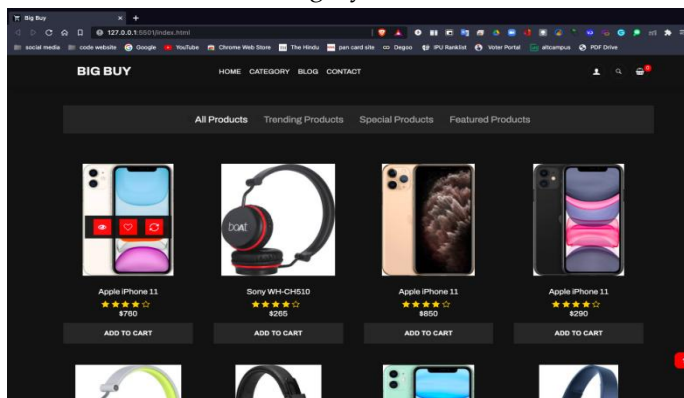 Big Buy
127.0.0.1:5501/index.html
social media code website Google YouTube Chrome Web Store The Hindu pan card site Degoo IPU Ranklist Voter Portal altcampus PDF Drive
BIG BUY HOME CATEGORY BLOG CONTACT 0
All Products Trending Products Special Products Featured Products
boAt
Apple iPhone 11 Sony WH-CH510 Apple iPhone 11 Apple iPhone 11
$760 $265 $850 $290
ADD TO CART ADD TO CART ADD TO CART ADD TO CART